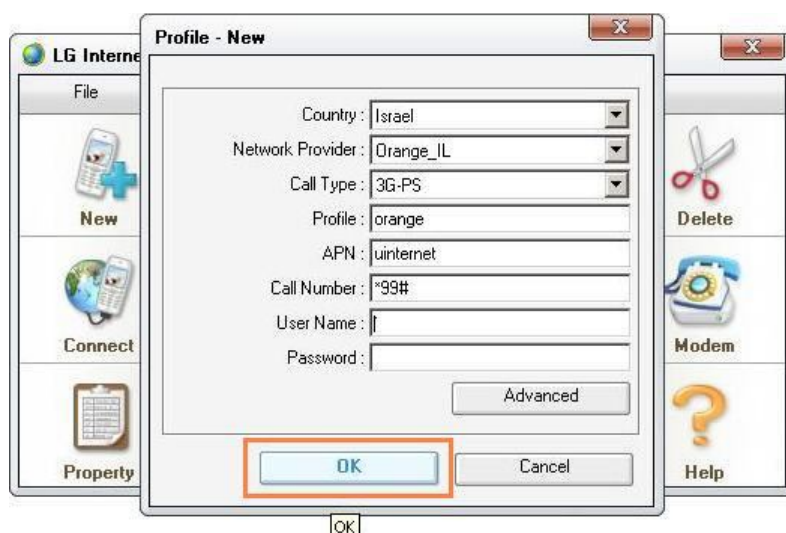 Profile - New
LG Interne
File
Country : Israel
Network Provider : Orange_IL
Call Type : 3G-PS
Profile : orange
APN : uinternet
Call Number : *99#
User Name :
Password :
Advanced
OK
Cancel
OK
New
Delete
Connect
Modem
Property
Help